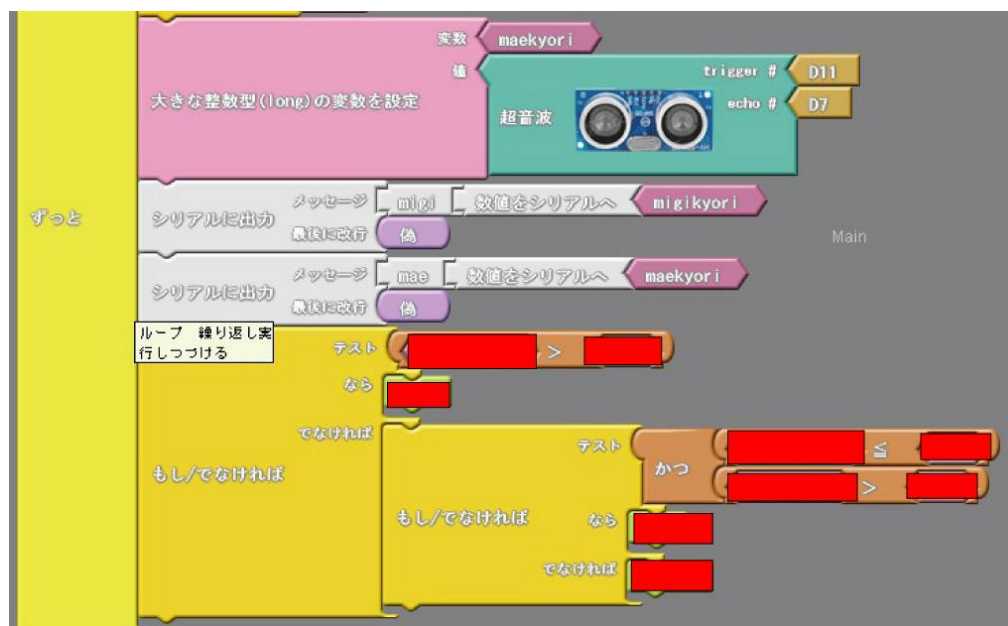 変数 maekyori
値 trigger # D11
大きな整数型(long)の変数を設定
超音波 echo # D7
ずっと
シリアルに出力 メッセージ migi 数値をシリアルへ migikyori
最後に改行 偽
Main
シリアルに出力 メッセージ mae 数値をシリアルへ maekyori
最後に改行 偽
ループ 繰り返し実
行しつづける
もし/でなければ
テスト >
なら
でなければ
もし/でなければ
テスト かつ ≦
>
なら
でなければ